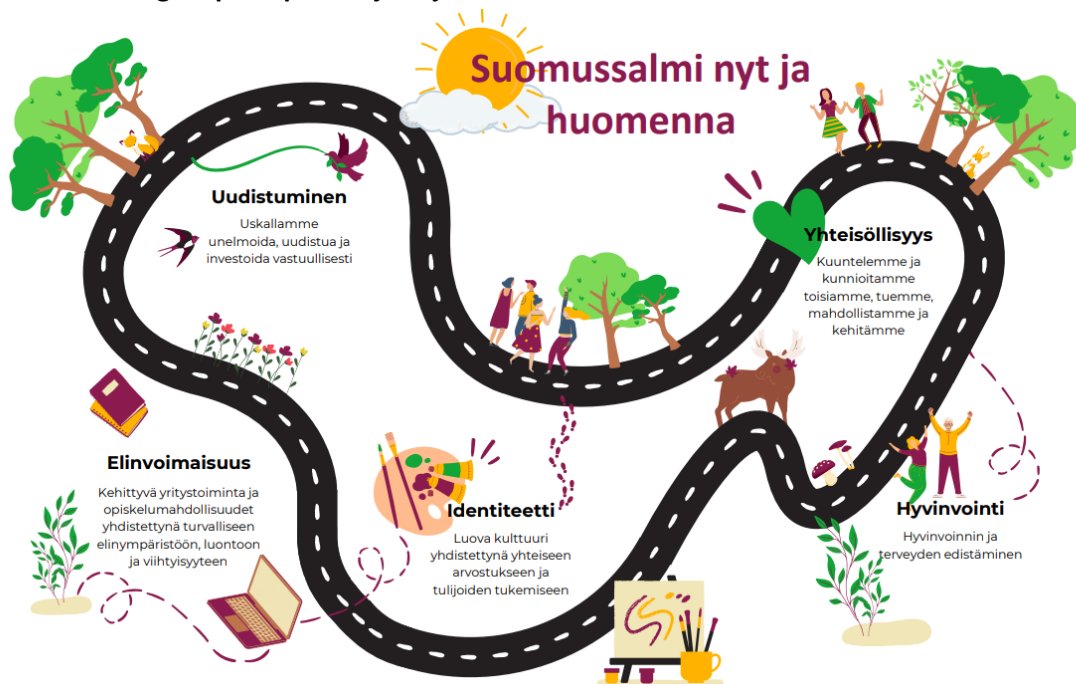 Suomussalmi nyt ja
huomenna
Uudistuminen
Uskallamme
unelmoida, uudistua ja
investoida vastuullisesti
Yhteisöllisyys
Kuuntelemme ja
kunnioitamme
toisiamme, tuemme,
mahdollistamme ja
kehitämme
Elinvoimaisuus
Kehittyvä yritystoiminta ja
opiskelumahdollisuudet
yhdistettynä turvalliseen
elinympäristöön, luontoon
ja viihtyisyyteen
Identiteetti
Luova kulttuuri
yhdistettynä yhteiseen
arvostukseen ja
tulijoiden tukemiseen
Hyvinvointi
Hyvinvoinnin ja
terveyden edistäminen